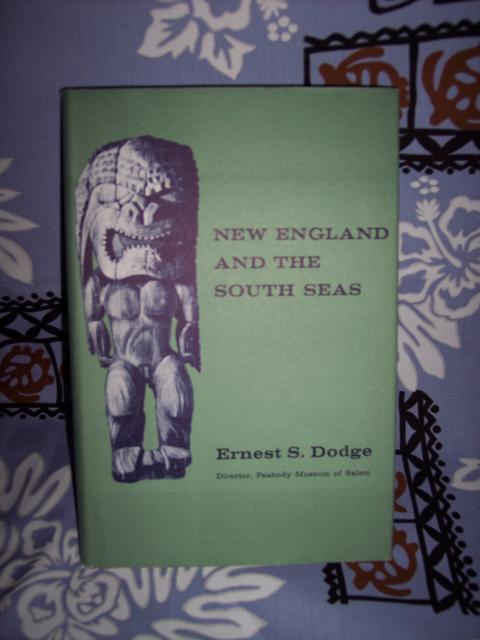 NEW ENGLAND
AND THE
SOUTH SEAS
Ernest S. Dodge
Director, Peabody Museum of Salem